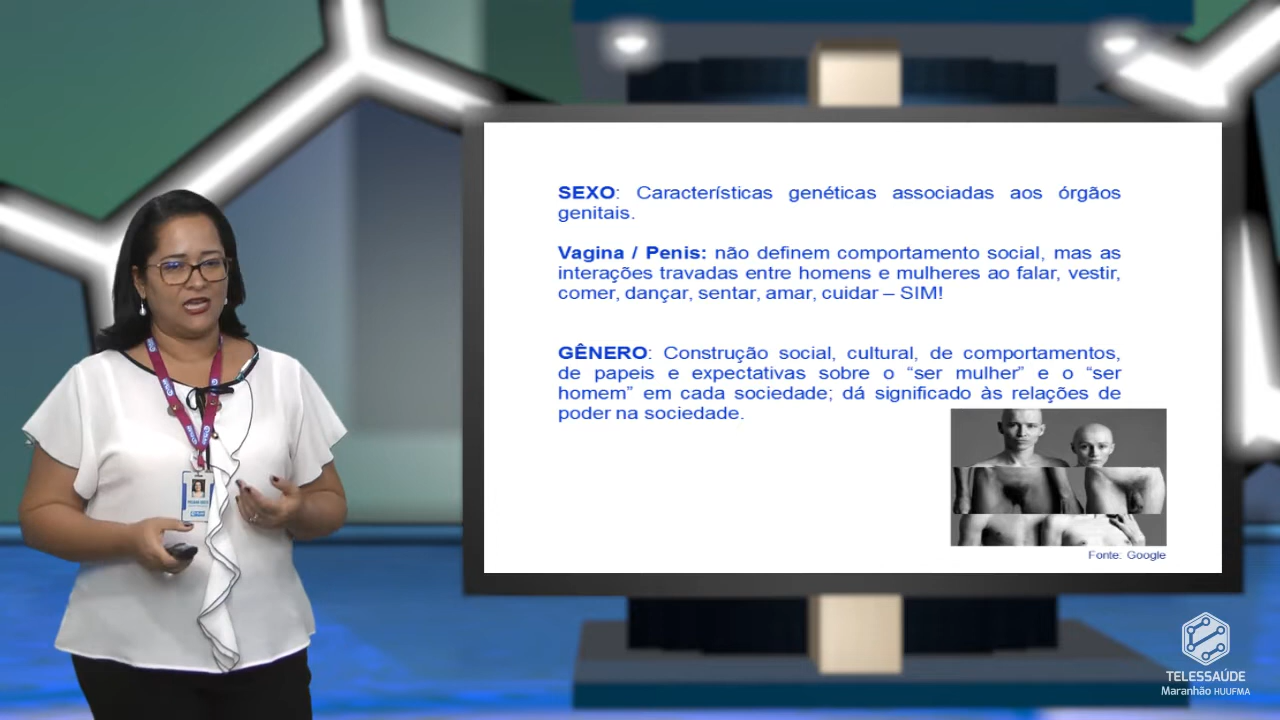 SEXO: Características genéticas associadas aos órgãos
genitais.
Vagina / Penis: não definem comportamento social, mas as
interações travadas entre homens e mulheres ao falar, vestir,
comer, dançar, sentar, amar, cuidar – SIM!
GÊNERO: Construção social, cultural, de comportamentos,
de papeis e expectativas sobre o “ser mulher” e o “ser
homem” em cada sociedade; dá significado às relações de
poder na sociedade.
Fonte: Google
TELESSAÚDE
Maranhão HUUFMA